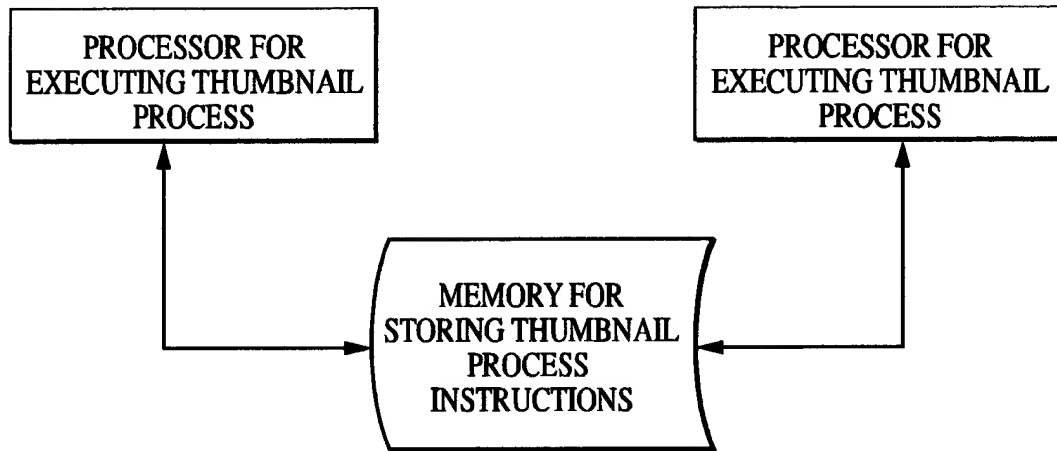 PROCESSOR FOR
EXECUTING THUMBNAIL
PROCESS
PROCESSOR FOR
EXECUTING THUMBNAIL
PROCESS
MEMORY FOR
STORING THUMBNAIL
PROCESS
INSTRUCTIONS